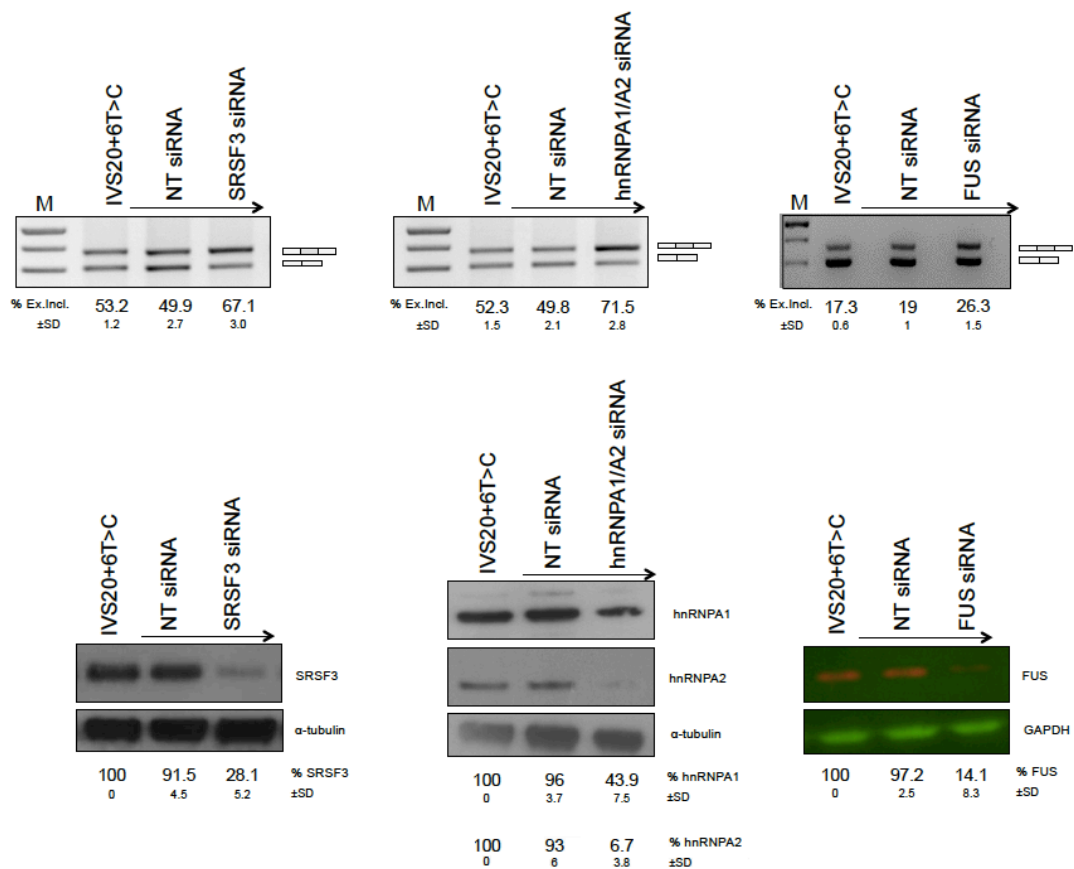 M
IVS20+6T>C
NT siRNA
SRSF3 siRNA
% Ex.Incl. 53.2 49.9 67.1
±SD 1.2 2.7 3.0
M
IVS20+6T>C
NT siRNA
hnRNPA1/A2 siRNA
% Ex.Incl. 52.3 49.8 71.5
±SD 1.5 2.1 2.8
M
IVS20+6T>C
NT siRNA
FUS siRNA
% Ex.Incl. 17.3 19 26.3
±SD 0.6 1 1.5
IVS20+6T>C
NT siRNA
SRSF3 siRNA
SRSF3
α-tubulin
100 91.5 28.1 % SRSF3
0 4.5 5.2 ±SD
IVS20+6T>C
NT siRNA
hnRNPA1/A2 siRNA
hnRNPA1
hnRNPA2
α-tubulin
100 96 43.9 % hnRNPA1
0 3.7 7.5 ±SD
100 93 6.7 % hnRNPA2
0 6 3.8 ±SD
IVS20+6T>C
NT siRNA
FUS siRNA
FUS
GAPDH
100 97.2 14.1 % FUS
0 2.5 8.3 ±SD